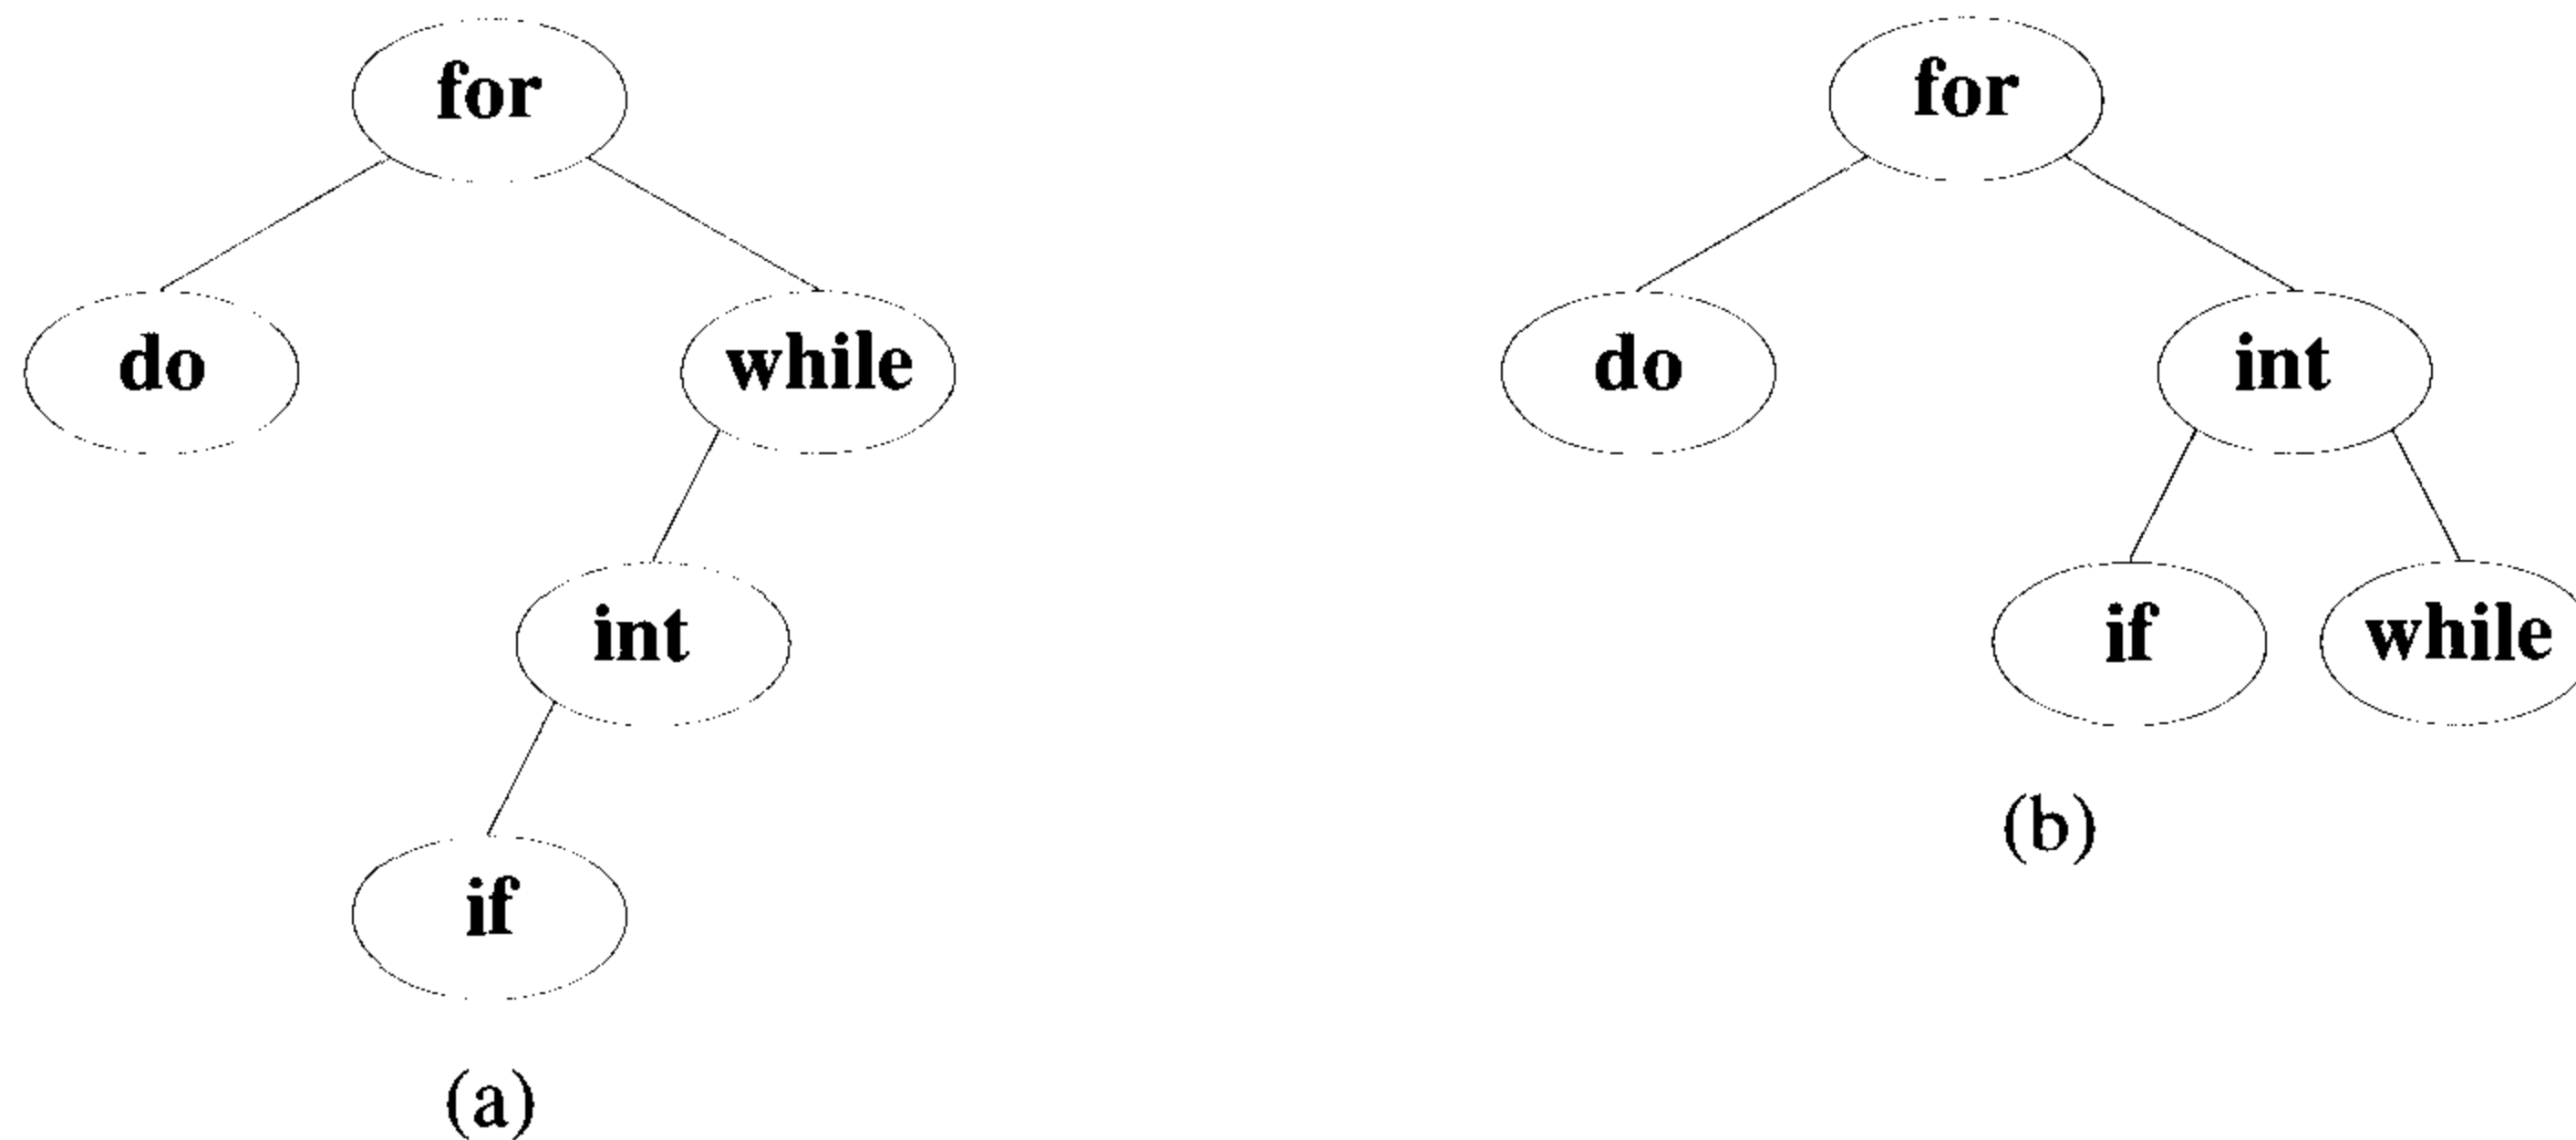 for
do
while
int
if
(a)
for
do
int
if
while
(b)